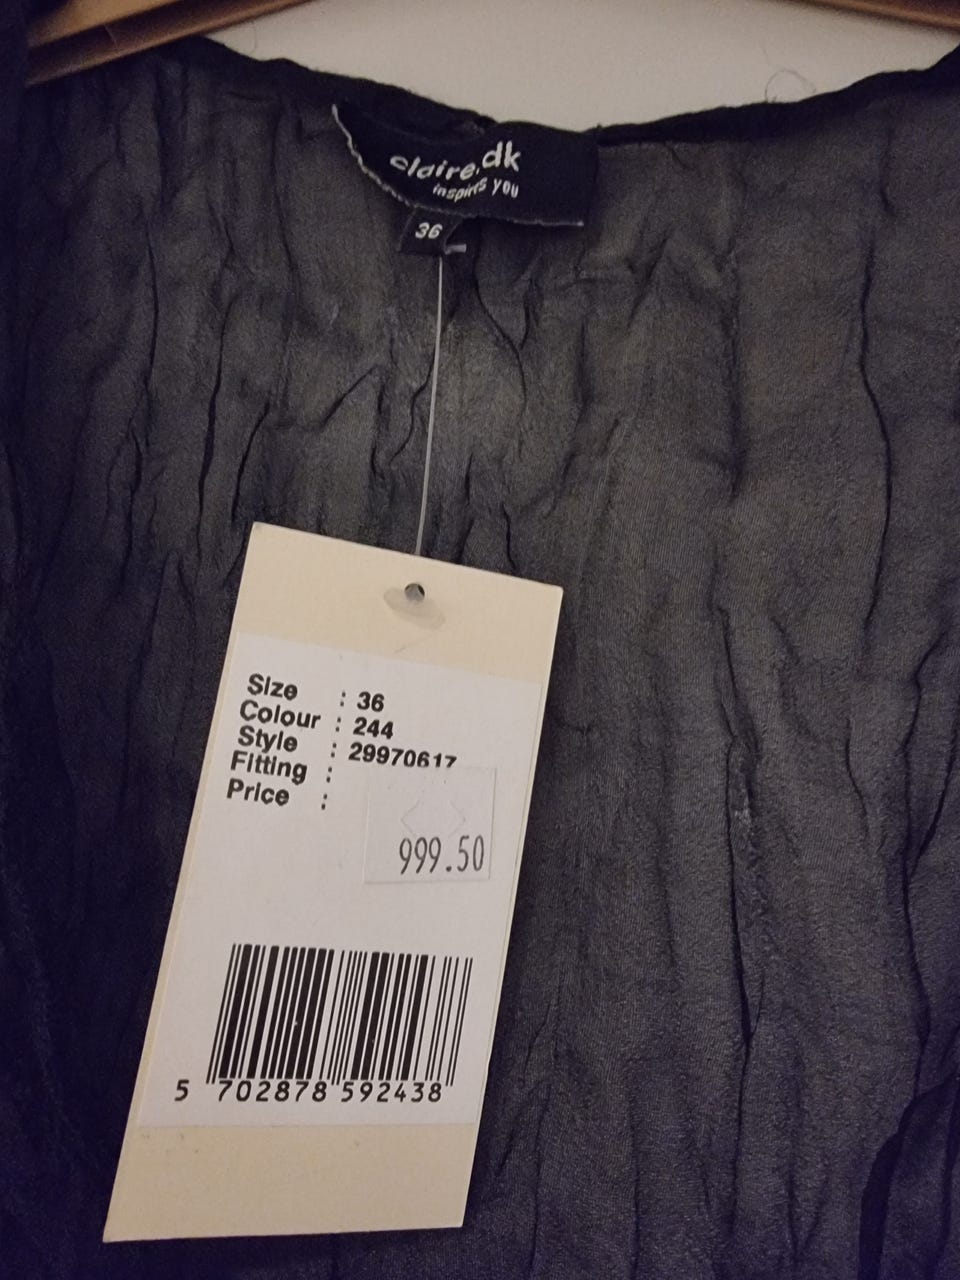 claire.dk
inspires you
36
Size : 36
Colour : 244
Style : 29970617
Fitting :
Price :
999.50
5 702878 592438